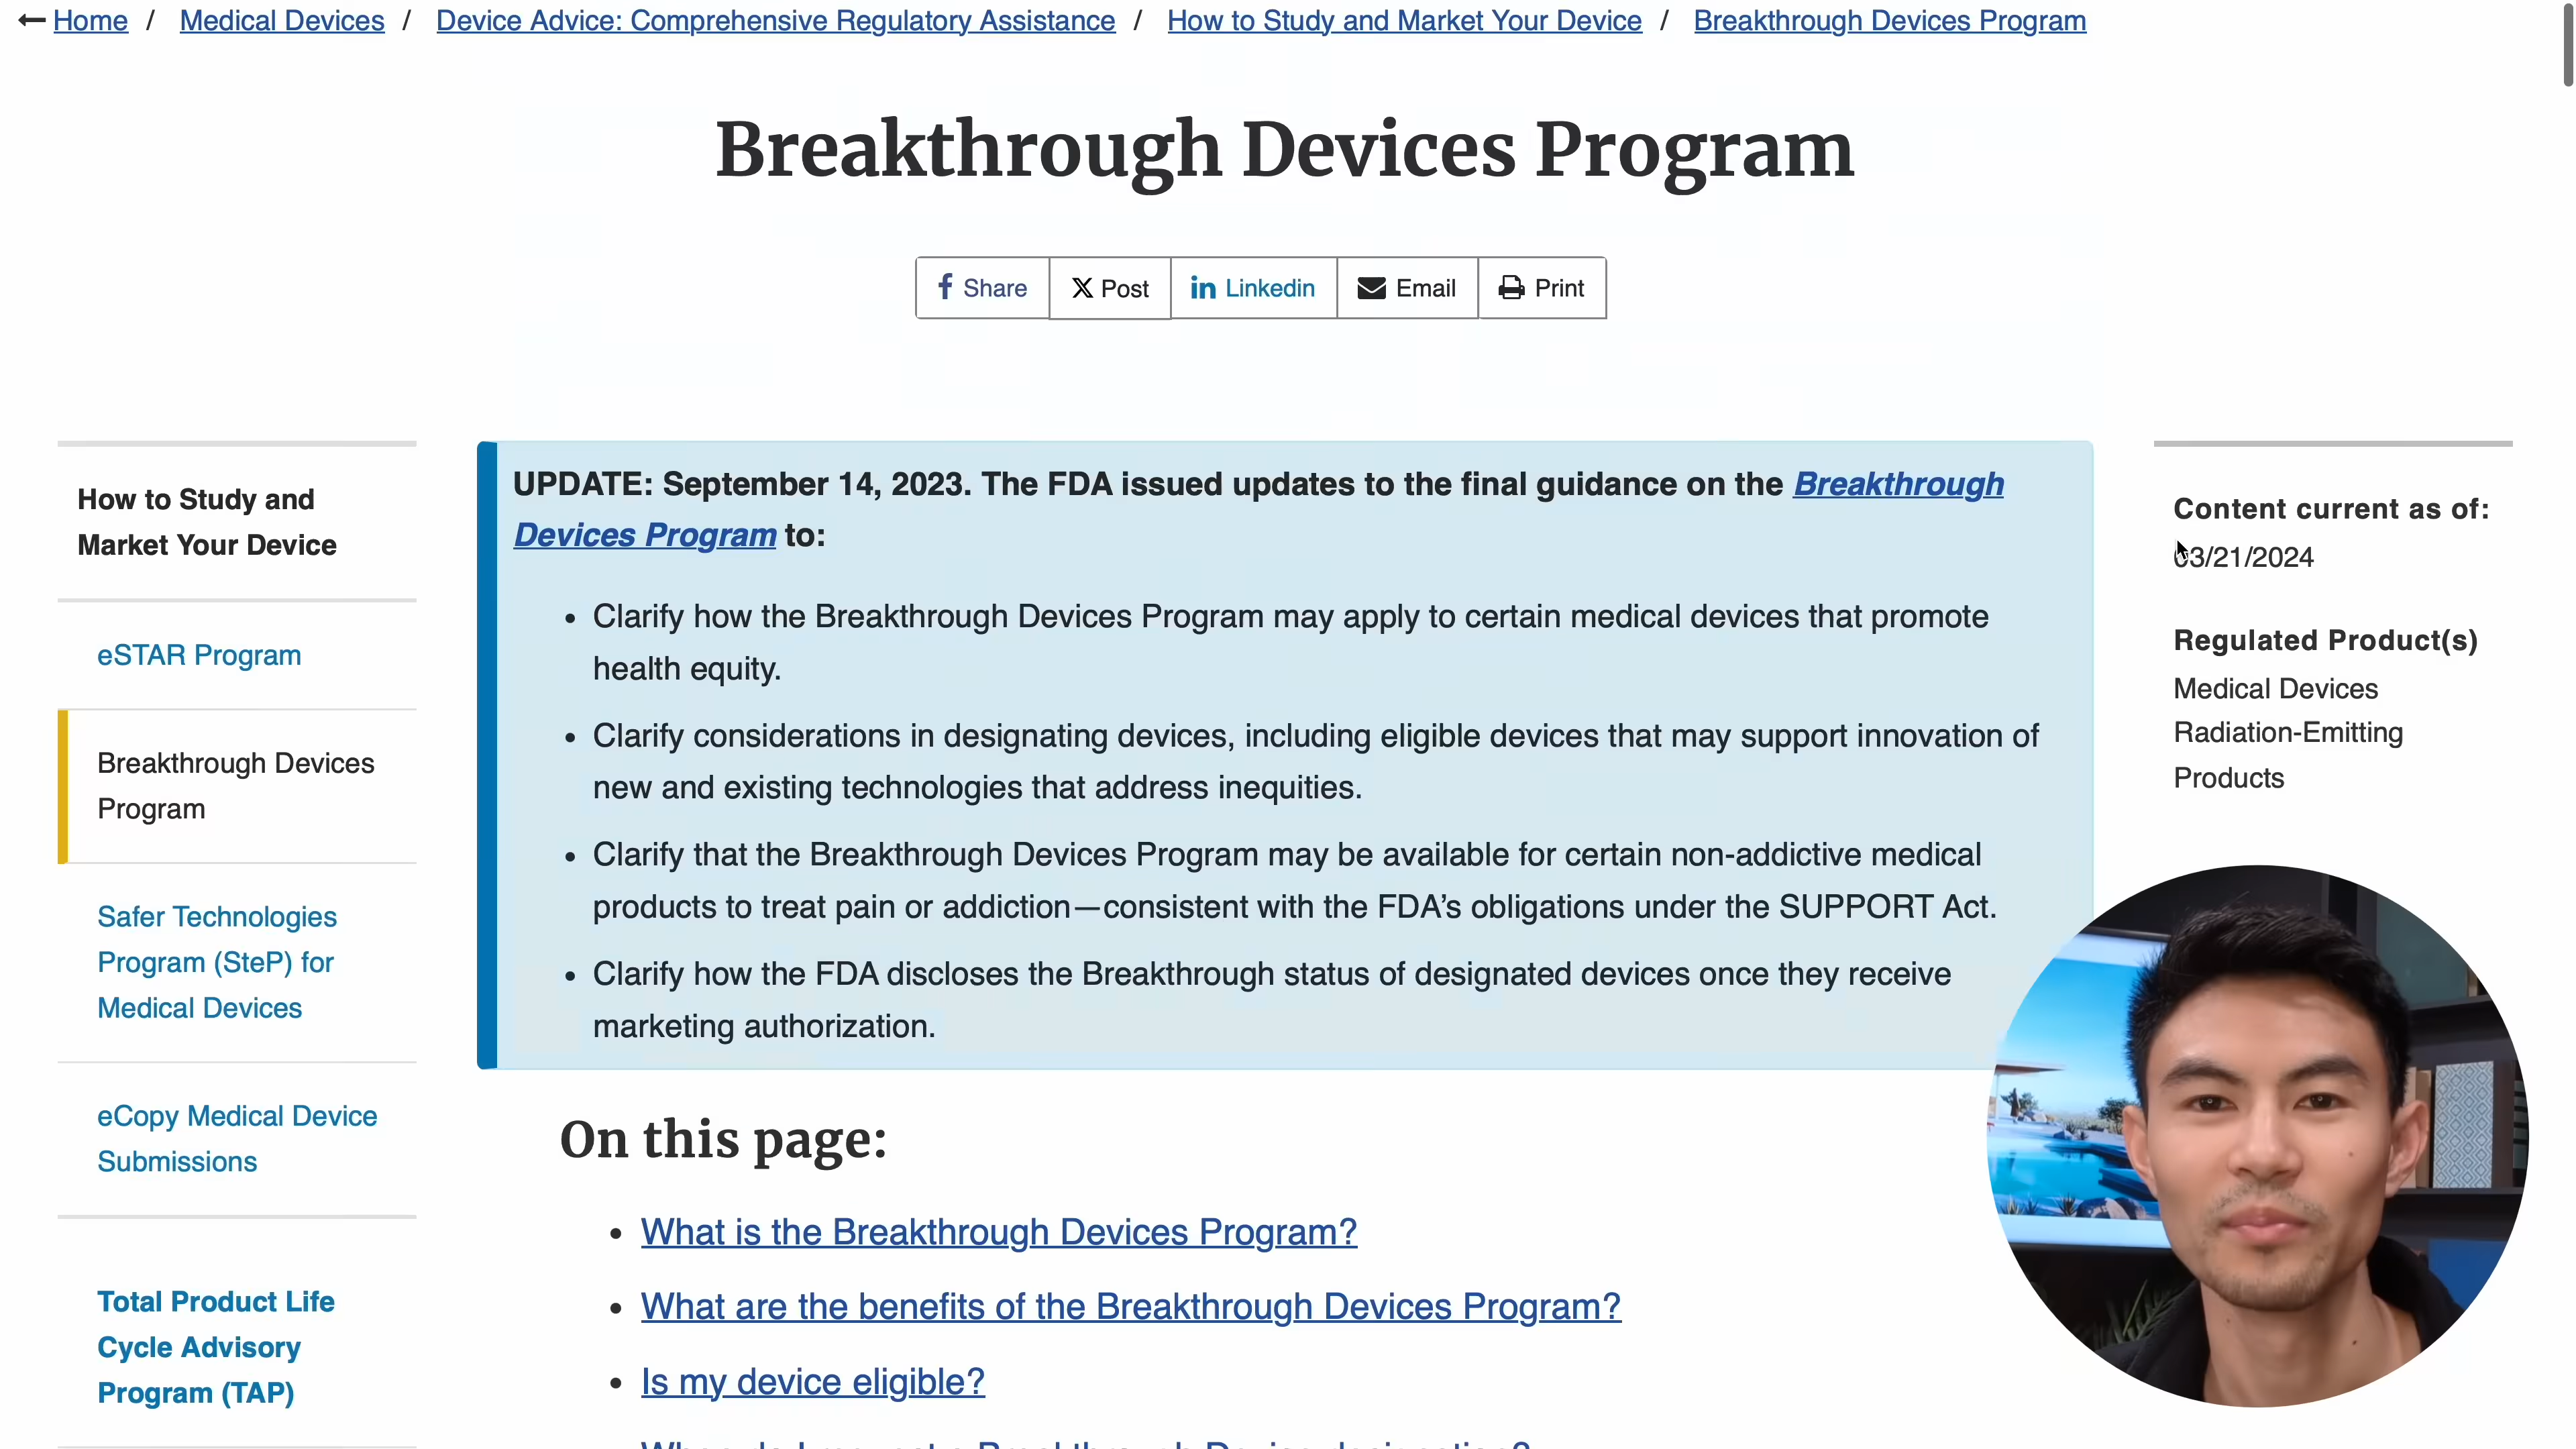 Home / Medical Devices / Device Advice: Comprehensive Regulatory Assistance / How to Study and Market Your Device / Breakthrough Devices Program
Breakthrough Devices Program
Share Post Linkedin Email Print
How to Study and
Market Your Device
eSTAR Program
Breakthrough Devices
Program
Safer Technologies
Program (SteP) for
Medical Devices
eCopy Medical Device
Submissions
Total Product Life
Cycle Advisory
Program (TAP)
UPDATE: September 14, 2023. The FDA issued updates to the final guidance on the Breakthrough
Devices Program to:
• Clarify how the Breakthrough Devices Program may apply to certain medical devices that promote
health equity.
• Clarify considerations in designating devices, including eligible devices that may support innovation of
new and existing technologies that address inequities.
• Clarify that the Breakthrough Devices Program may be available for certain non-addictive medical
products to treat pain or addiction—consistent with the FDA’s obligations under the SUPPORT Act.
• Clarify how the FDA discloses the Breakthrough status of designated devices once they receive
marketing authorization.
On this page:
• What is the Breakthrough Devices Program?
• What are the benefits of the Breakthrough Devices Program?
• Is my device eligible?
Content current as of:
03/21/2024
Regulated Product(s)
Medical Devices
Radiation-Emitting
Products